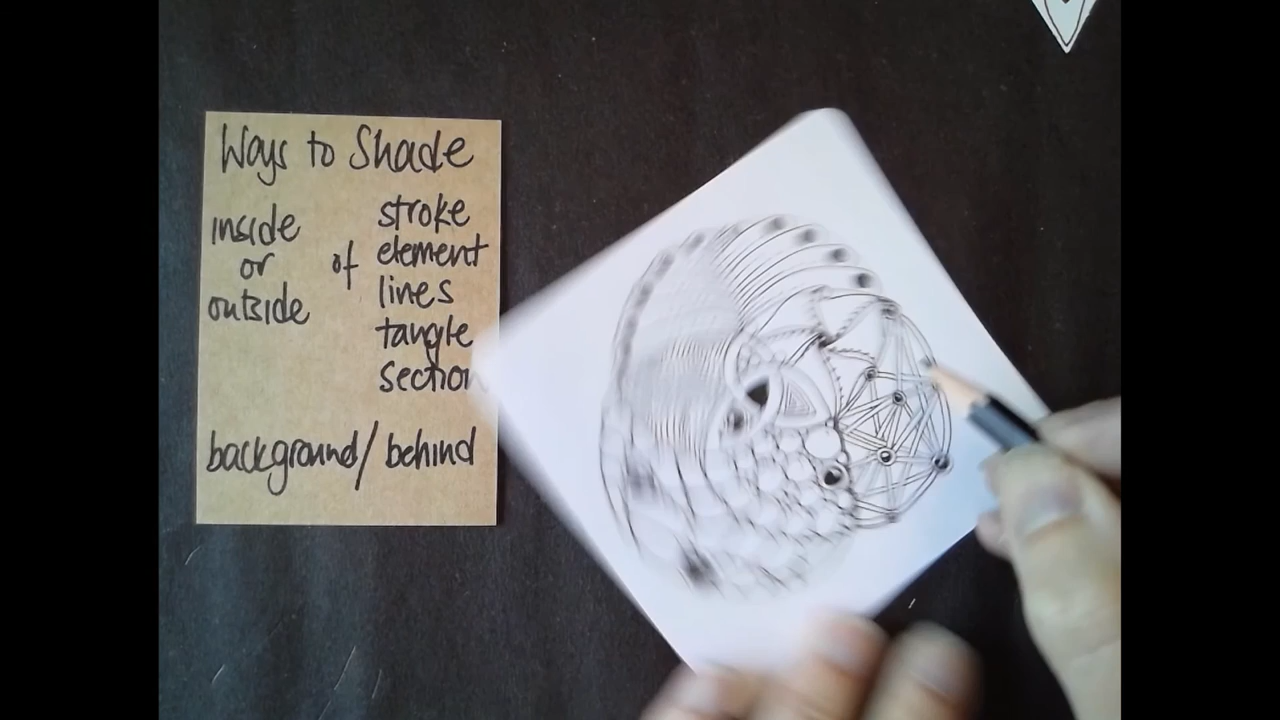 Ways to Shade
inside
or
outside
of
stroke
element
lines
tangle
section
background/behind